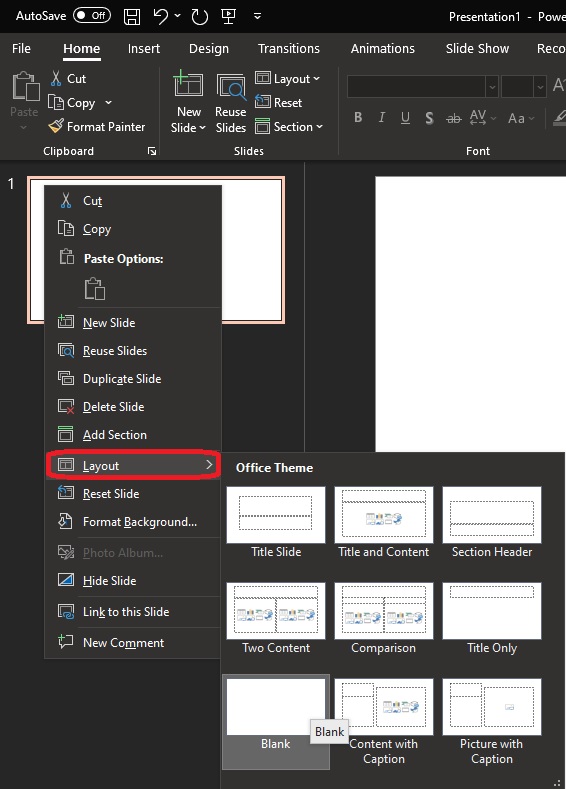 AutoSave Off Presentation1 - Powe
File Home Insert Design Transitions Animations Slide Show Reco
Paste
Cut
Copy
Format Painter
Clipboard
New
Slide
Reuse
Slides
Layout
Reset
Section
Slides
B I U S ab AV Aa
Font
1
Cut
Copy
Paste Options:
New Slide
Reuse Slides
Duplicate Slide
Delete Slide
Add Section
Layout
Reset Slide
Format Background...
Photo Album...
Hide Slide
Link to this Slide
New Comment
Office Theme
Title Slide
Title and Content
Section Header
Two Content
Comparison
Title Only
Blank
Blank
Content with
Caption
Picture with
Caption